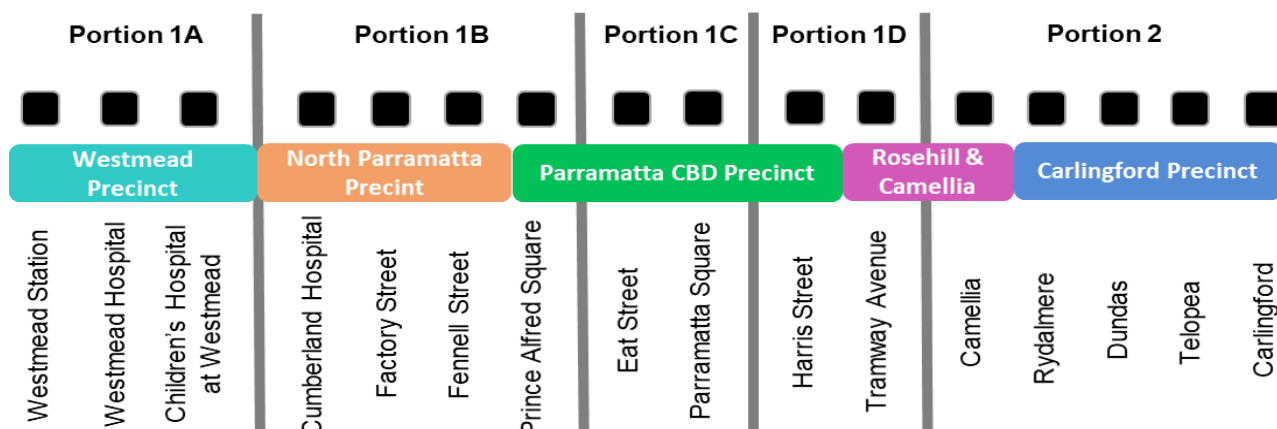 Portion 1A
Portion 1B
Portion 1C
Portion 1D
Portion 2
Westmead
Precinct
North Parramatta
Precint
Parramatta CBD Precinct
Rosehill &
Camellia
Carlingford Precinct
Westmead Station
Westmead Hospital
Children's Hospital
at Westmead
Cumberland Hospital
Factory Street
Fennell Street
Prince Alfred Square
Eat Street
Parramatta Square
Harris Street
Tramway Avenue
Camellia
Rydalmere
Dundas
Telopea
Carlingford